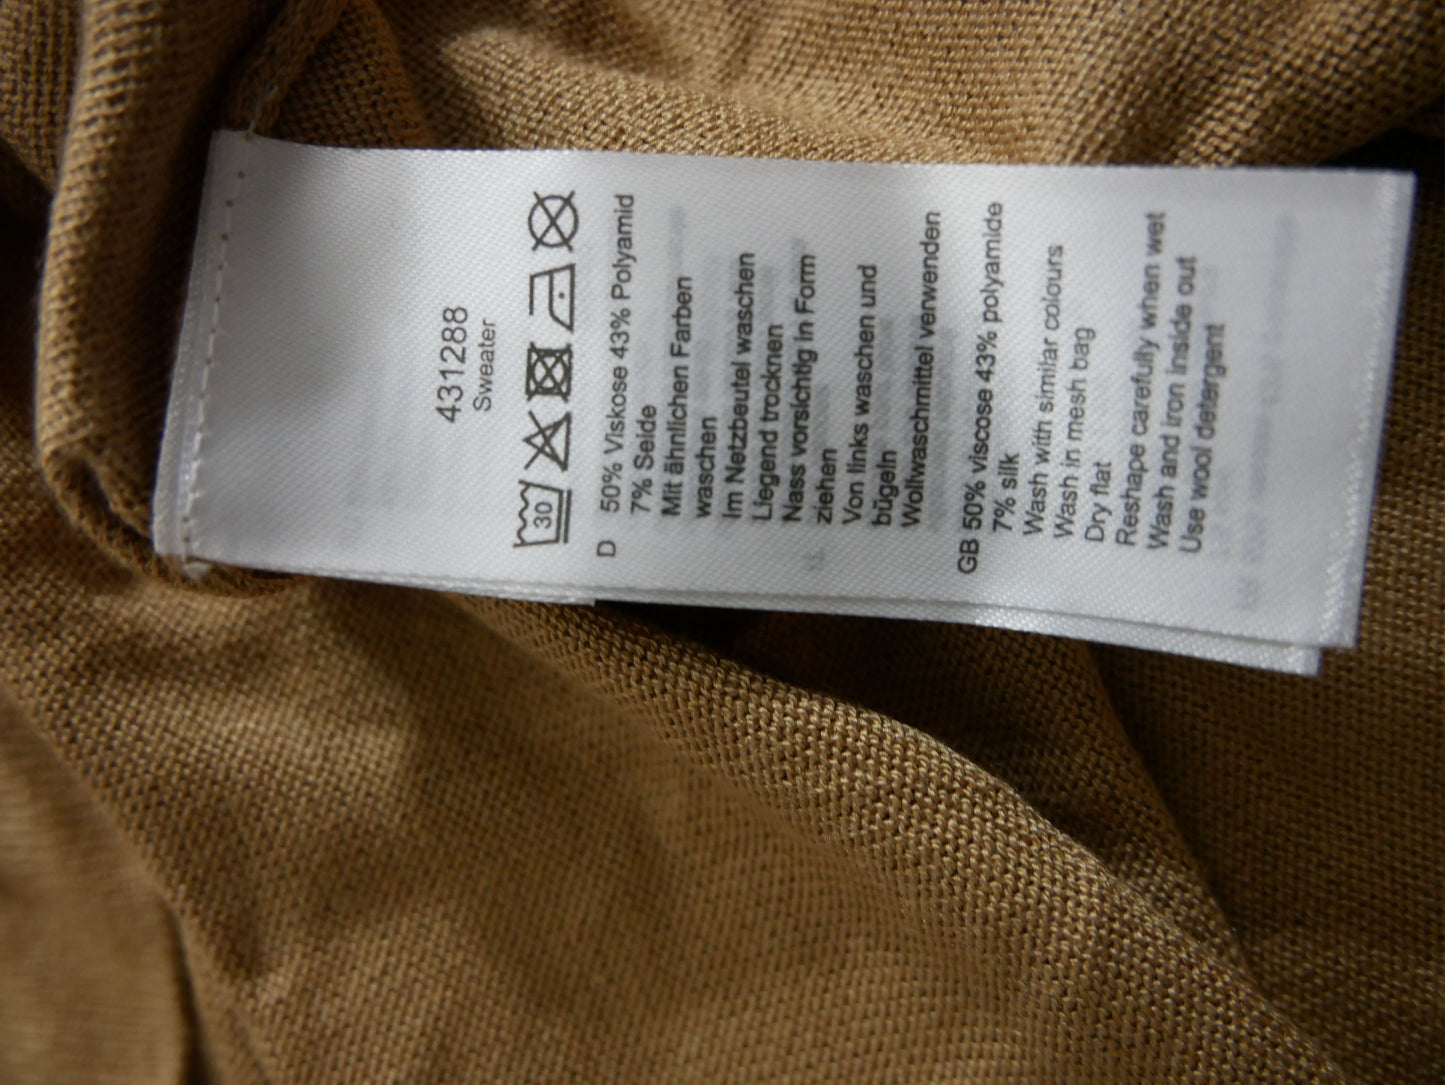 431288
Sweater
30
D 50% Viskose 43% Polyamid
7% Seide
Mit ähnlichen Farben
waschen
Im Netzbeutel waschen
Liegend trocknen
Nass vorsichtig in Form
ziehen
Von links waschen und
bügeln
Wollwaschmittel verwenden
GB 50% viscose 43% polyamide
7% silk
Wash with similar colours
Wash in mesh bag
Dry flat
Reshape carefully when wet
Wash and iron inside out
Use wool detergent